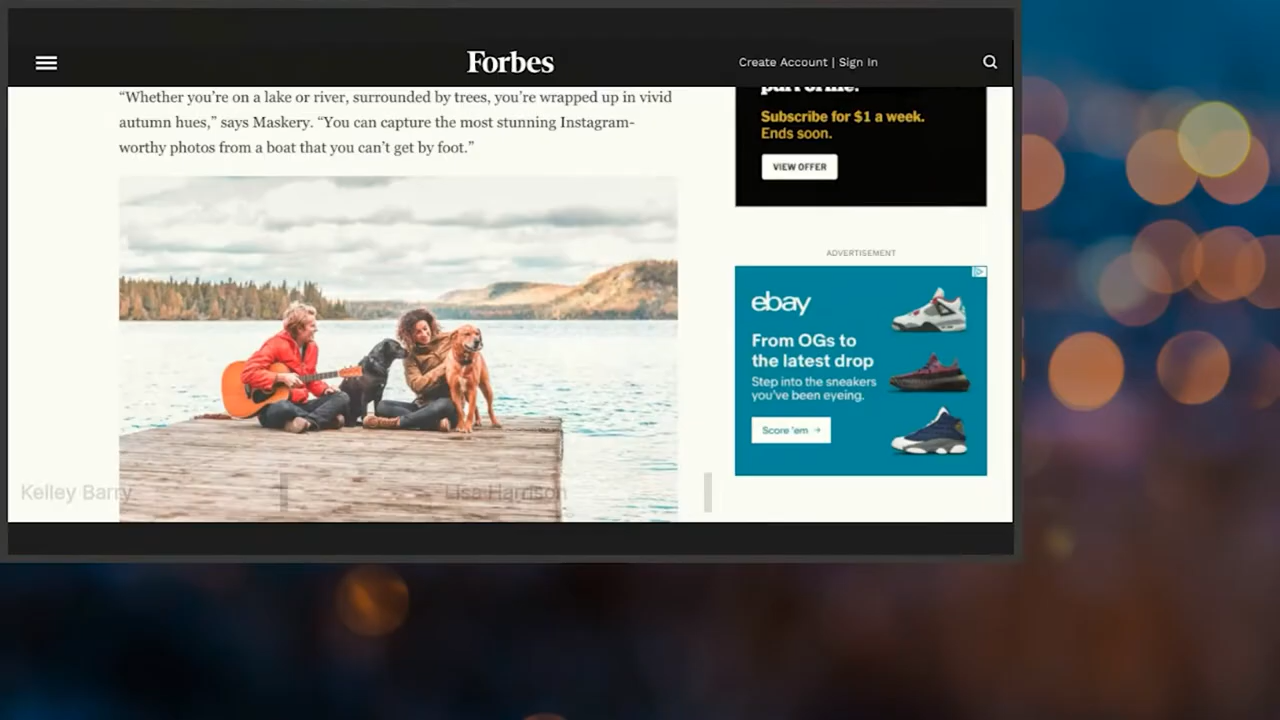 Forbes
Create Account | Sign In
“Whether you’re on a lake or river, surrounded by trees, you’re wrapped up in vivid
autumn hues,” says Maskery. “You can capture the most stunning Instagram-
worthy photos from a boat that you can’t get by foot.”
Subscribe for $1 a week.
Ends soon.
VIEW OFFER
ADVERTISEMENT
ebay
From OGs to
the latest drop
Step into the sneakers
you’ve been eyeing.
Score ’em →
Kelley Barry
Lisa Harrison